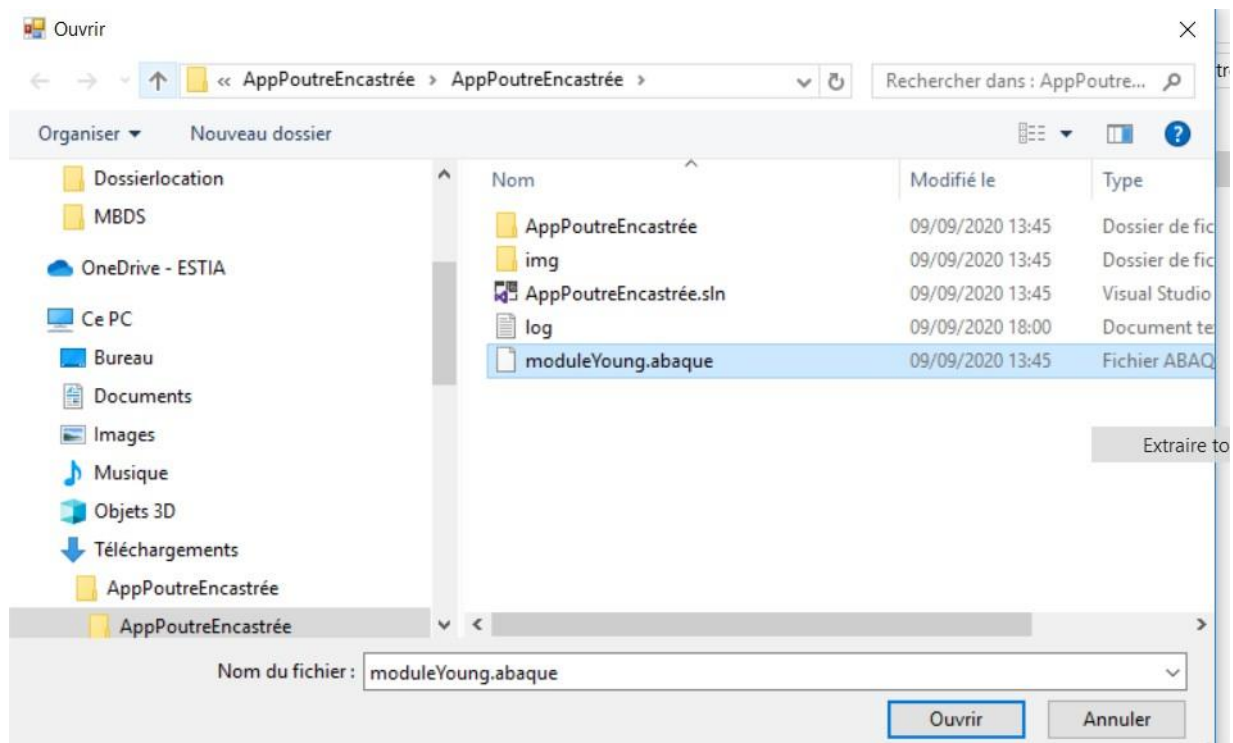 Ouvrir
« AppPoutreEncastrée > AppPoutreEncastrée > Rechercher dans : AppPoutre... tr
Organiser Nouveau dossier
Dossierlocation
MBDS
OneDrive - ESTIA
Ce PC
Bureau
Documents
Images
Musique
Objets 3D
Téléchargements
AppPoutreEncastrée
AppPoutreEncastrée
Nom Modifié le Type
AppPoutreEncastrée 09/09/2020 13:45 Dossier de fic
img 09/09/2020 13:45 Dossier de fic
AppPoutreEncastrée.sln 09/09/2020 13:45 Visual Studio
log 09/09/2020 18:00 Document te
moduleYoung.abaque 09/09/2020 13:45 Fichier ABAQ
Extraire to
Nom du fichier : moduleYoung.abaque
Ouvrir Annuler